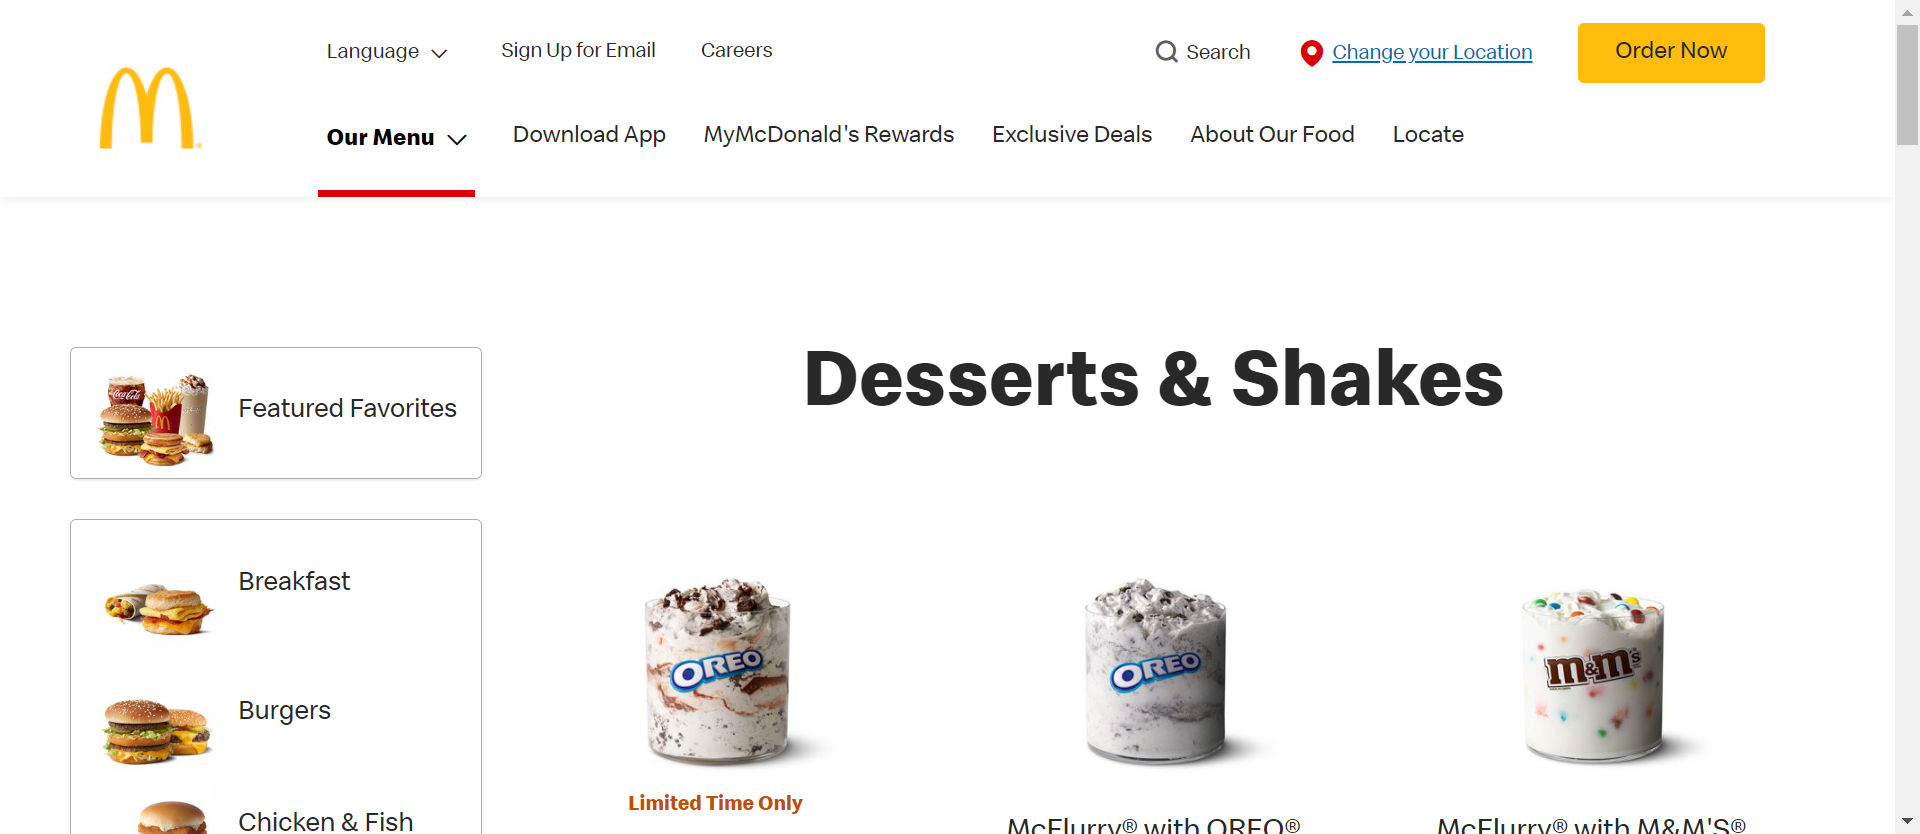 Language
Sign Up for Email
Careers
Search
Change your Location
Order Now
Our Menu
Download App
MyMcDonald's Rewards
Exclusive Deals
About Our Food
Locate
Desserts & Shakes
Featured Favorites
Coca-Cola
Breakfast
Burgers
Chicken & Fish
OREO
OREO
m&m's
Limited Time Only
McFlurry® with OREO®
McFlurry® with M&M'S®